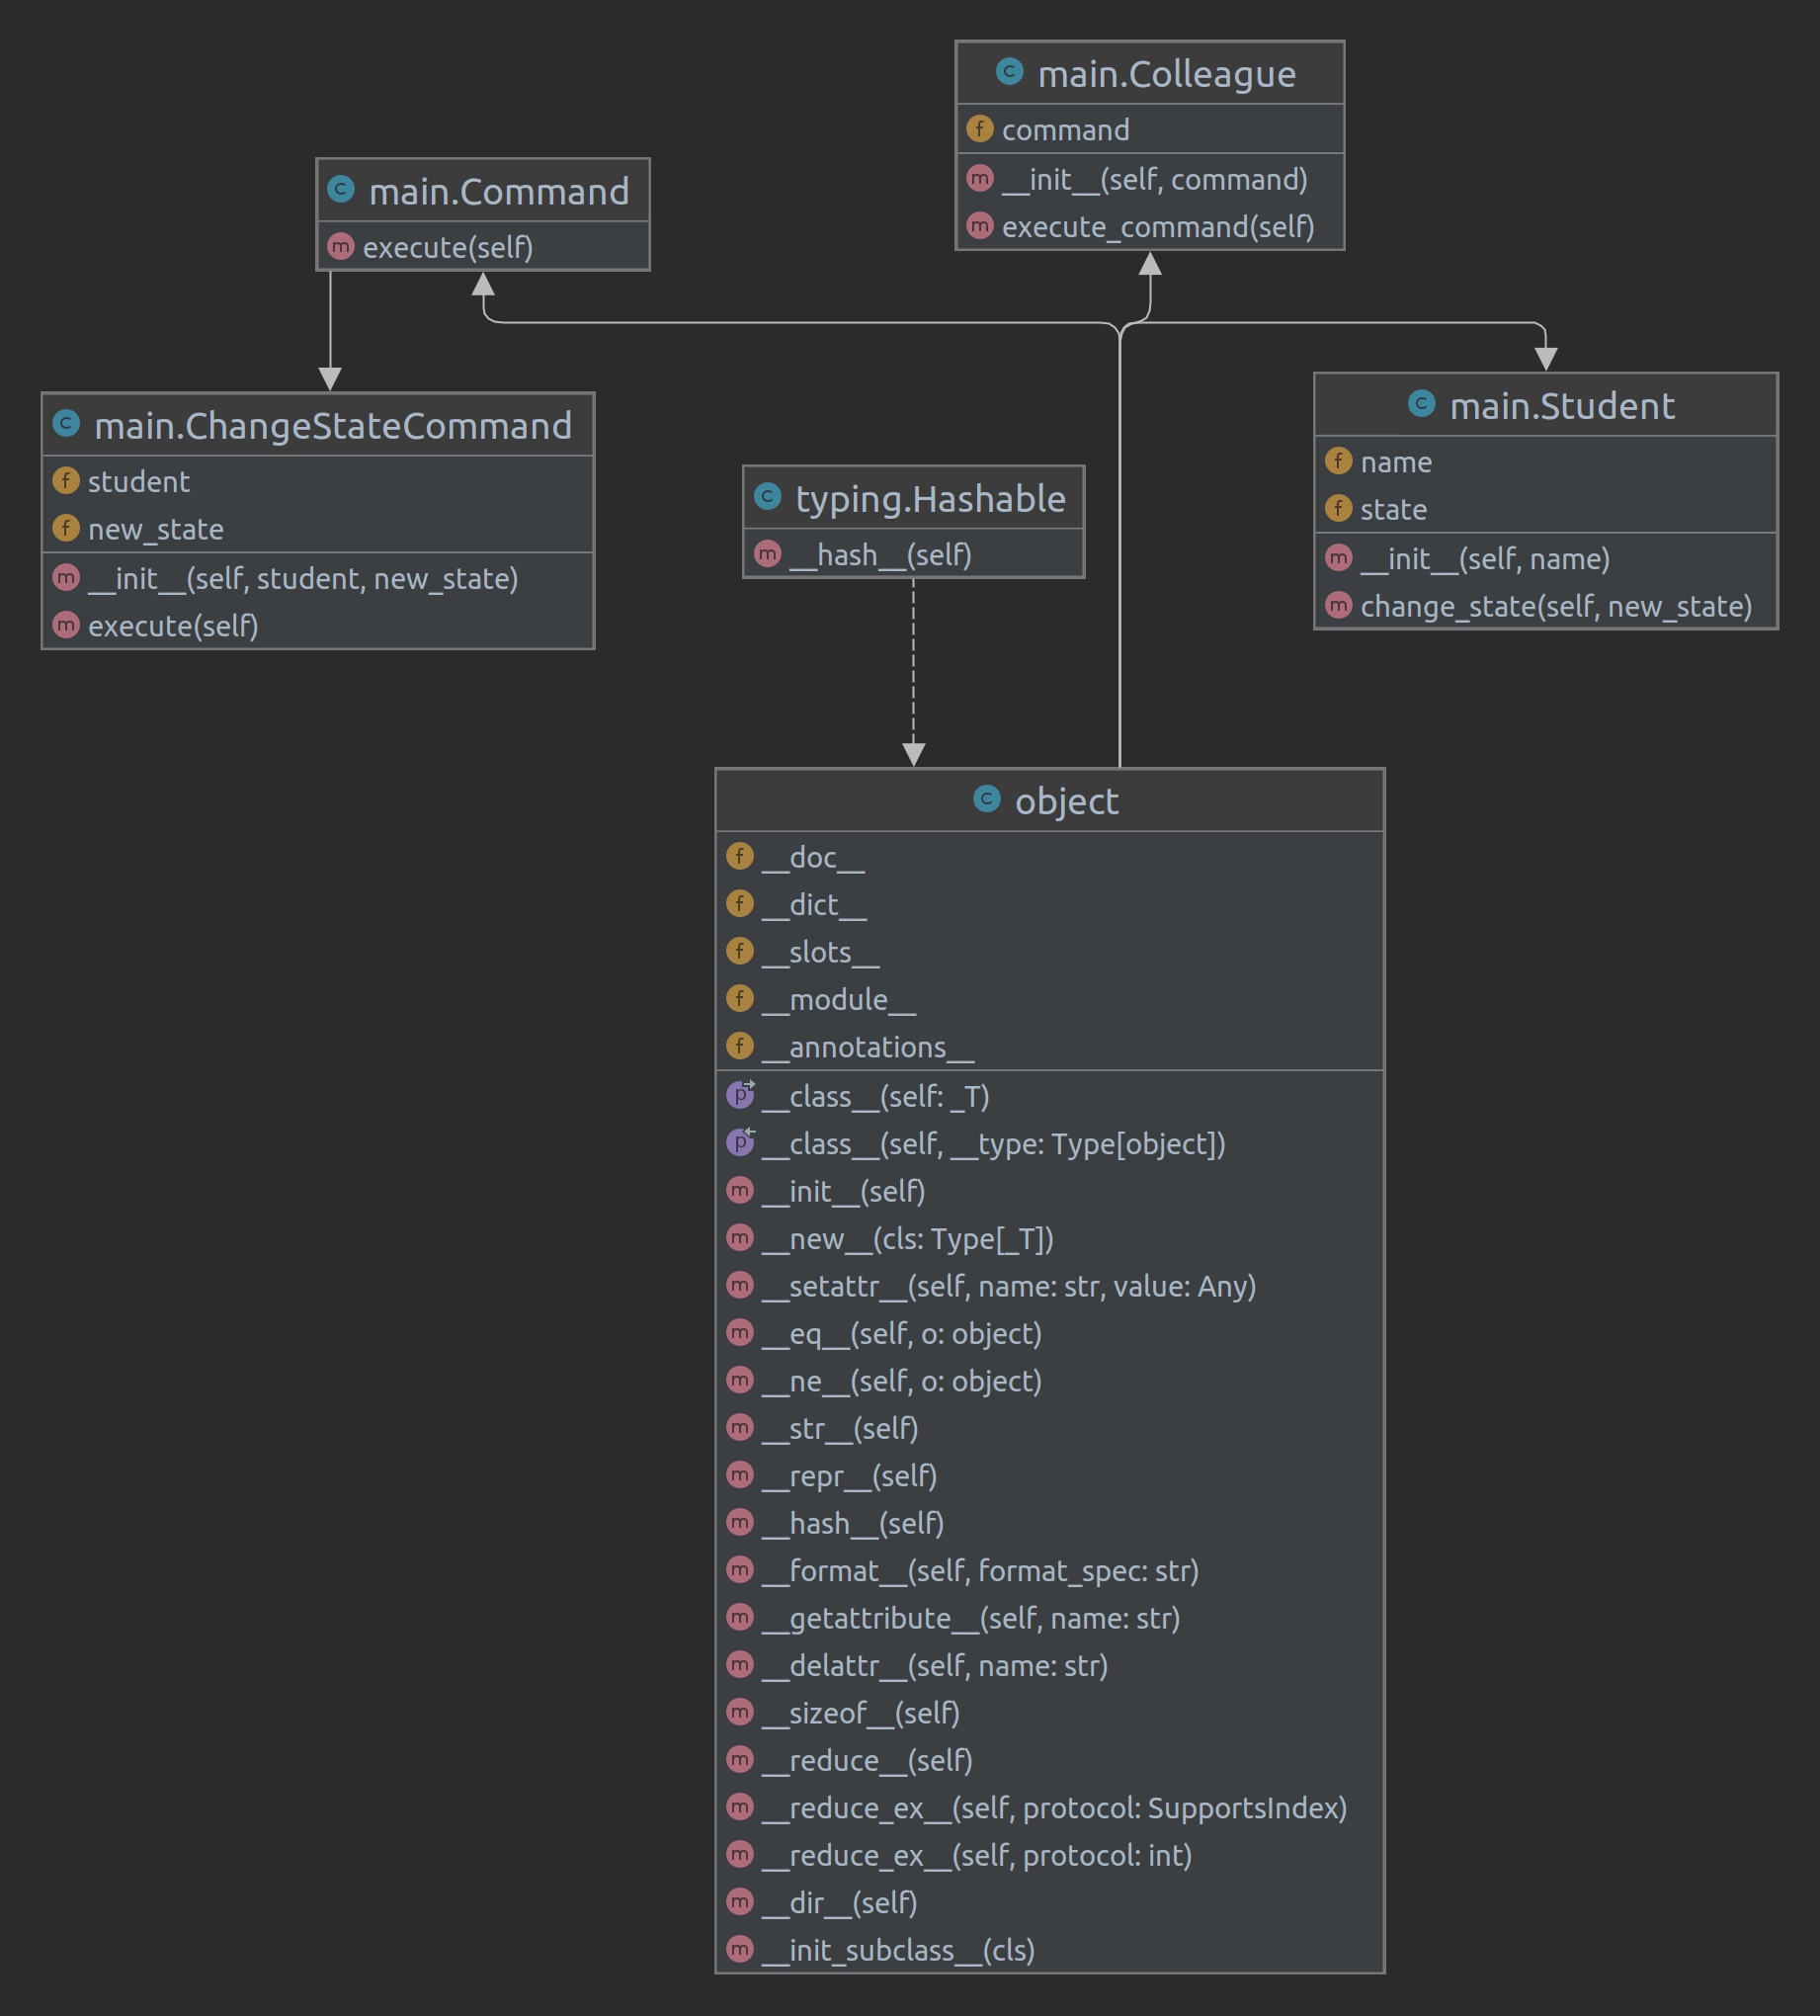 main.Colleague
command
__init__(self, command)
execute_command(self)
main.Command
execute(self)
main.ChangeStateCommand
student
new_state
__init__(self, student, new_state)
execute(self)
main.Student
name
state
__init__(self, name)
change_state(self, new_state)
typing.Hashable
__hash__(self)
object
__doc__
__dict__
__slots__
__module__
__annotations__
__class__(self: _T)
__class__(self, __type: Type[object])
__init__(self)
__new__(cls: Type[_T])
__setattr__(self, name: str, value: Any)
__eq__(self, o: object)
__ne__(self, o: object)
__str__(self)
__repr__(self)
__hash__(self)
__format__(self, format_spec: str)
__getattribute__(self, name: str)
__delattr__(self, name: str)
__sizeof__(self)
__reduce__(self)
__reduce_ex__(self, protocol: SupportsIndex)
__reduce_ex__(self, protocol: int)
__dir__(self)
__init_subclass__(cls)